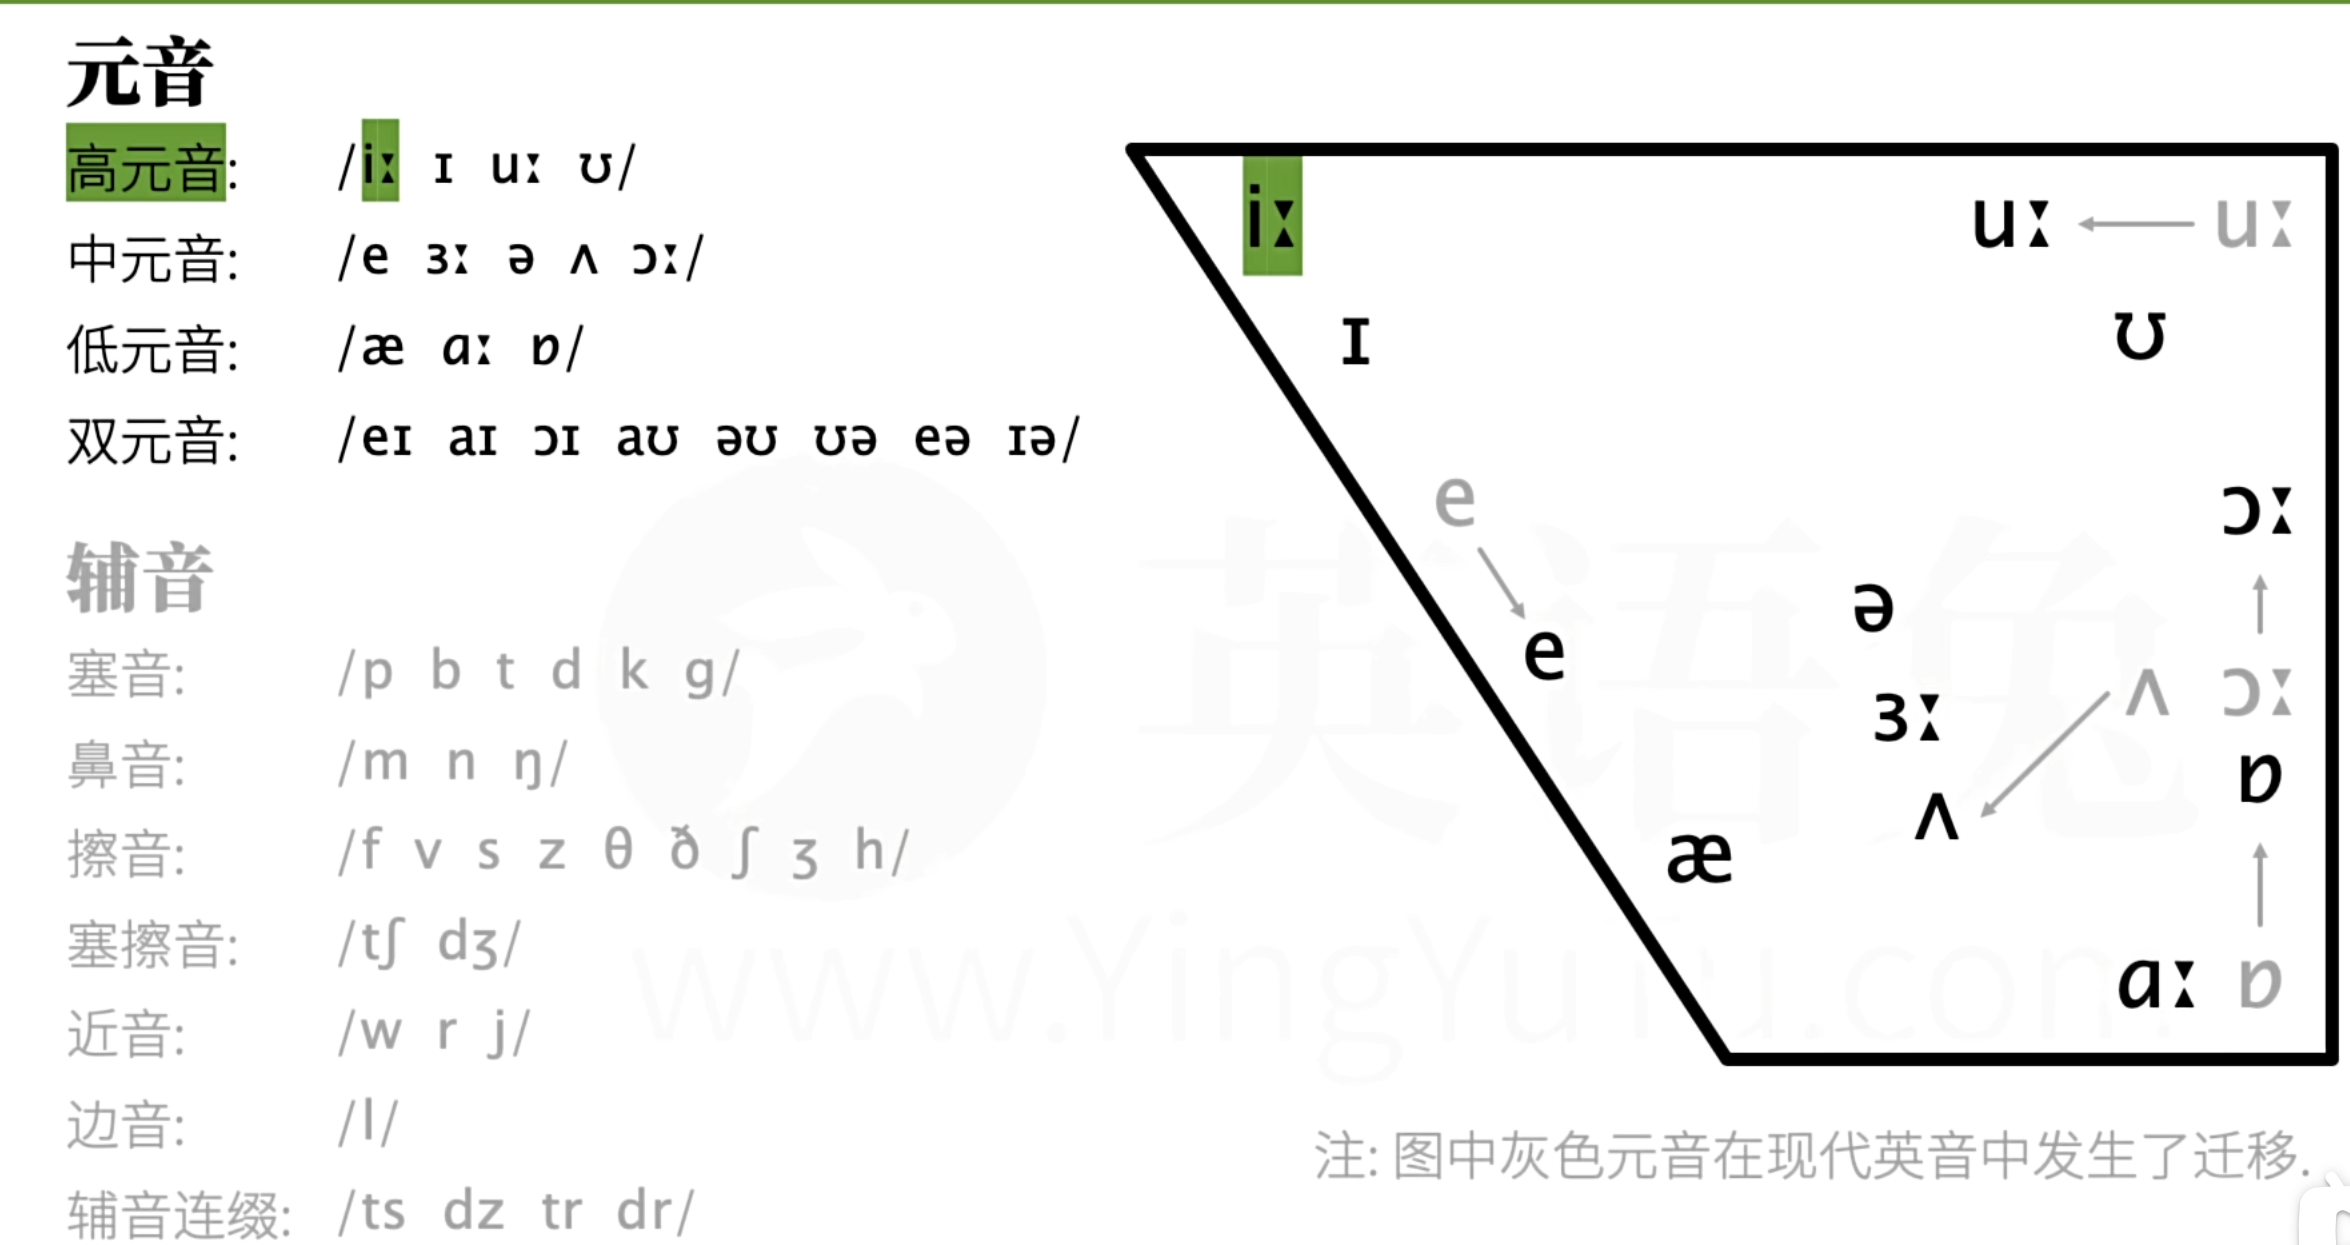 元音
高元音: /iː ɪ uː ʊ/
中元音: /e ɜː ə ʌ ɔː/
低元音: /æ ɑː ɒ/
双元音: /eɪ aɪ ɔɪ aʊ əʊ ʊə eə ɪə/
辅音
塞音: /p b t d k g/
鼻音: /m n ŋ/
擦音: /f v s z θ ð ʃ ʒ h/
塞擦音: /tʃ dʒ/
近音: /w r j/
边音: /l/
辅音连缀: /ts dz tr dr/
iː uː uː
ɪ ʊ
e ɔː
e ə
ɜː ʌ ɔː
ɒ
æ ʌ
ɑː ɒ
注: 图中灰色元音在现代英音中发生了迁移.
英语兔
www.YingYuTu.com